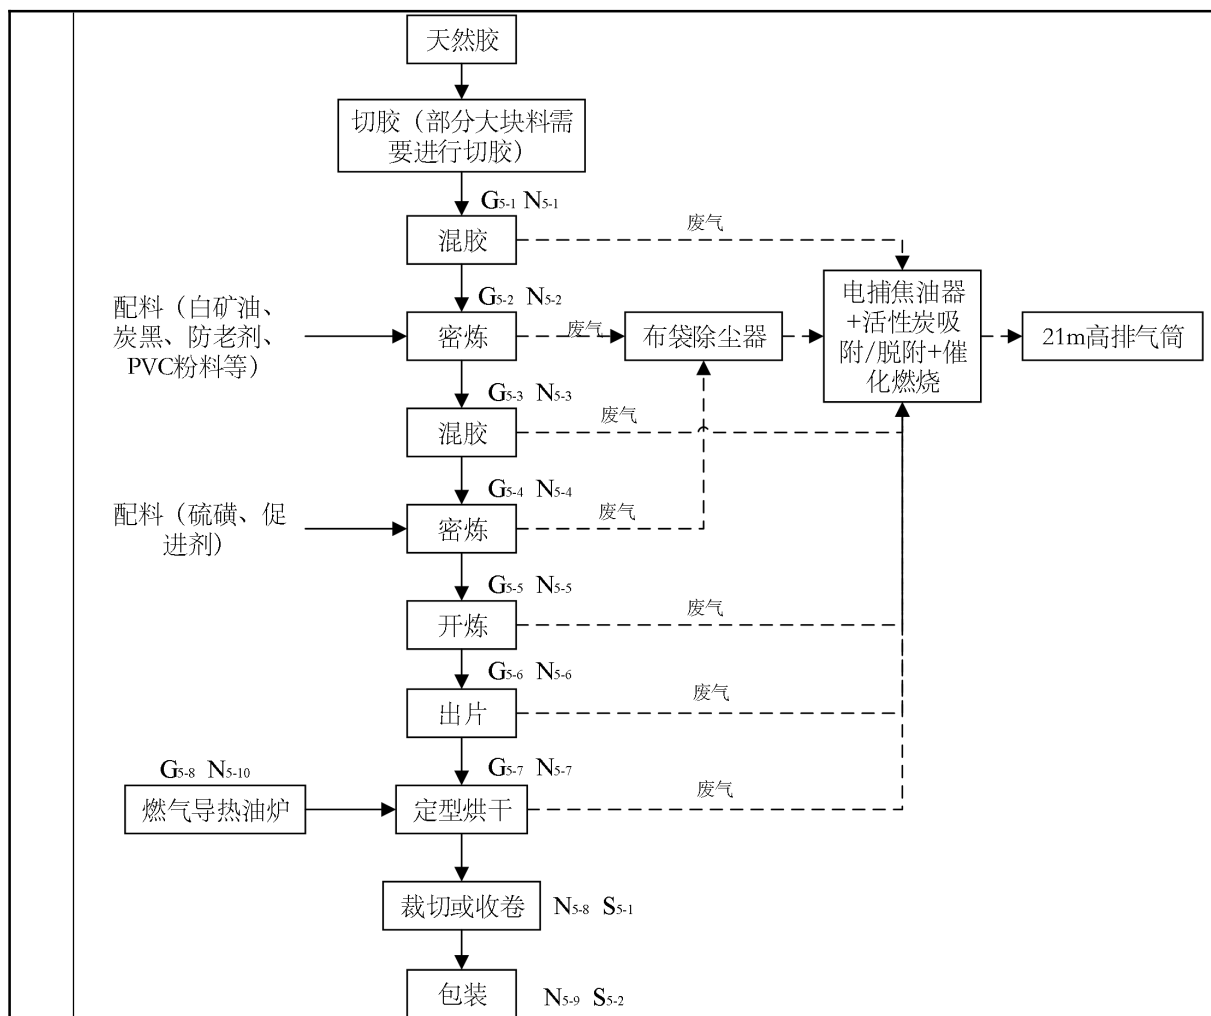 天然胶
切胶（部分大块料需
要进行切胶）
G5-1 N5-1
混胶
废气
G5-2 N5-2
配料（白矿油、
炭黑、防老剂、
PVC粉料等）
密炼
废气
布袋除尘器
电捕焦油器
+活性炭吸
附/脱附+催
化燃烧
21m高排气筒
G5-3 N5-3
混胶
废气
G5-4 N5-4
配料（硫磺、促
进剂）
密炼
废气
G5-5 N5-5
开炼
废气
G5-6 N5-6
出片
废气
G5-8 N5-10
G5-7 N5-7
燃气导热油炉
定型烘干
废气
裁切或收卷
N5-8 S5-1
包装
N5-9 S5-2